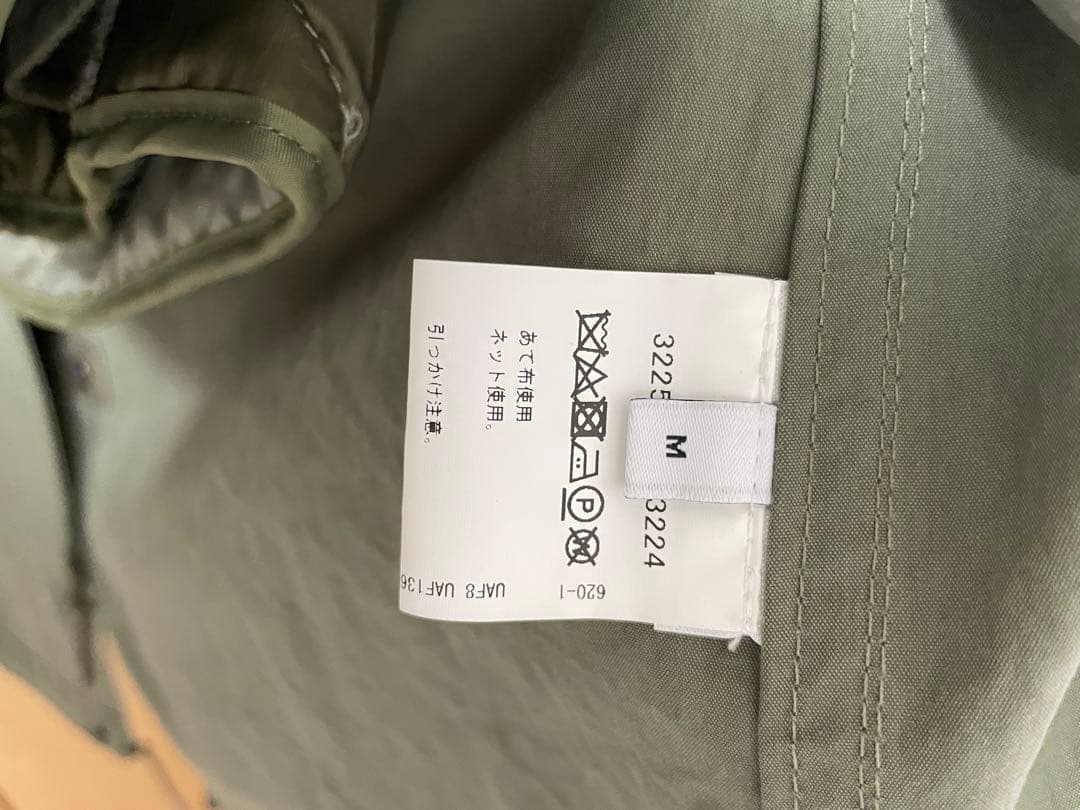 3225
3224
M
P
W
あて布使用
ネット使用。
引っかけ注意。
620-1
UAF8 UAF136